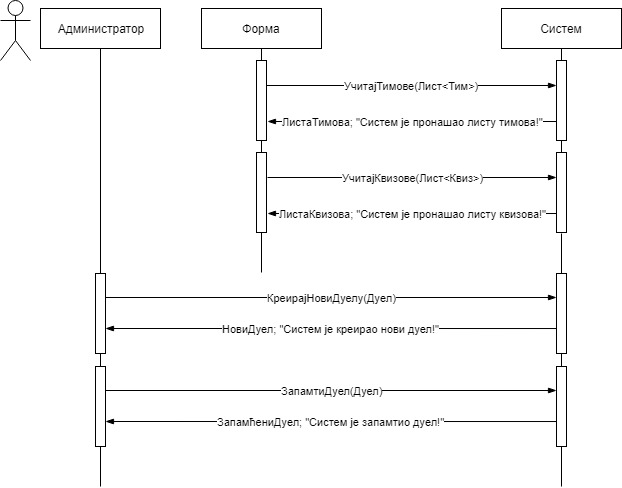 Администратор
Форма
Систем
УчитајТимове(Лист<Тим>)
ЛистаТимова; "Систем је пронашао листу тимова!"
УчитајКвизове(Лист<Квиз>)
ЛистаКвизова; "Систем је пронашао листу квизова!"
КреирајНовиДуелу(Дуел)
НовиДуел; "Систем је креирао нови дуел!"
ЗапамтиДуел(Дуел)
ЗапамћениДуел; "Систем је запамтио дуел!"